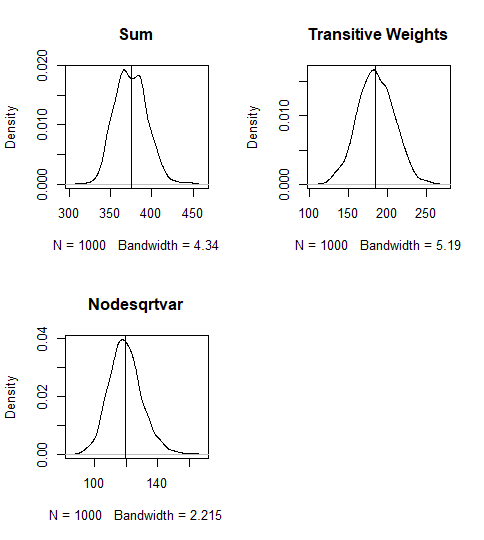 Sum
Density
0.000 0.010 0.020
300 350 400 450
N = 1000 Bandwidth = 4.34
Transitive Weights
Density
0.000 0.010
100 150 200 250
N = 1000 Bandwidth = 5.19
Nodesqrtvar
Density
0.00 0.02 0.04
100 140
N = 1000 Bandwidth = 2.215